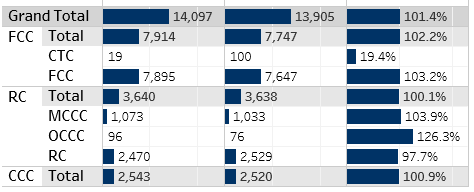 Grand Total 14,097 13,905 101.4%
FCC Total 7,914 7,747 102.2%
CTC 19 100 19.4%
FCC 7,895 7,647 103.2%
RC Total 3,640 3,638 100.1%
MCCC 1,073 1,033 103.9%
OCCC 96 76 126.3%
RC 2,470 2,529 97.7%
CCC Total 2,543 2,520 100.9%